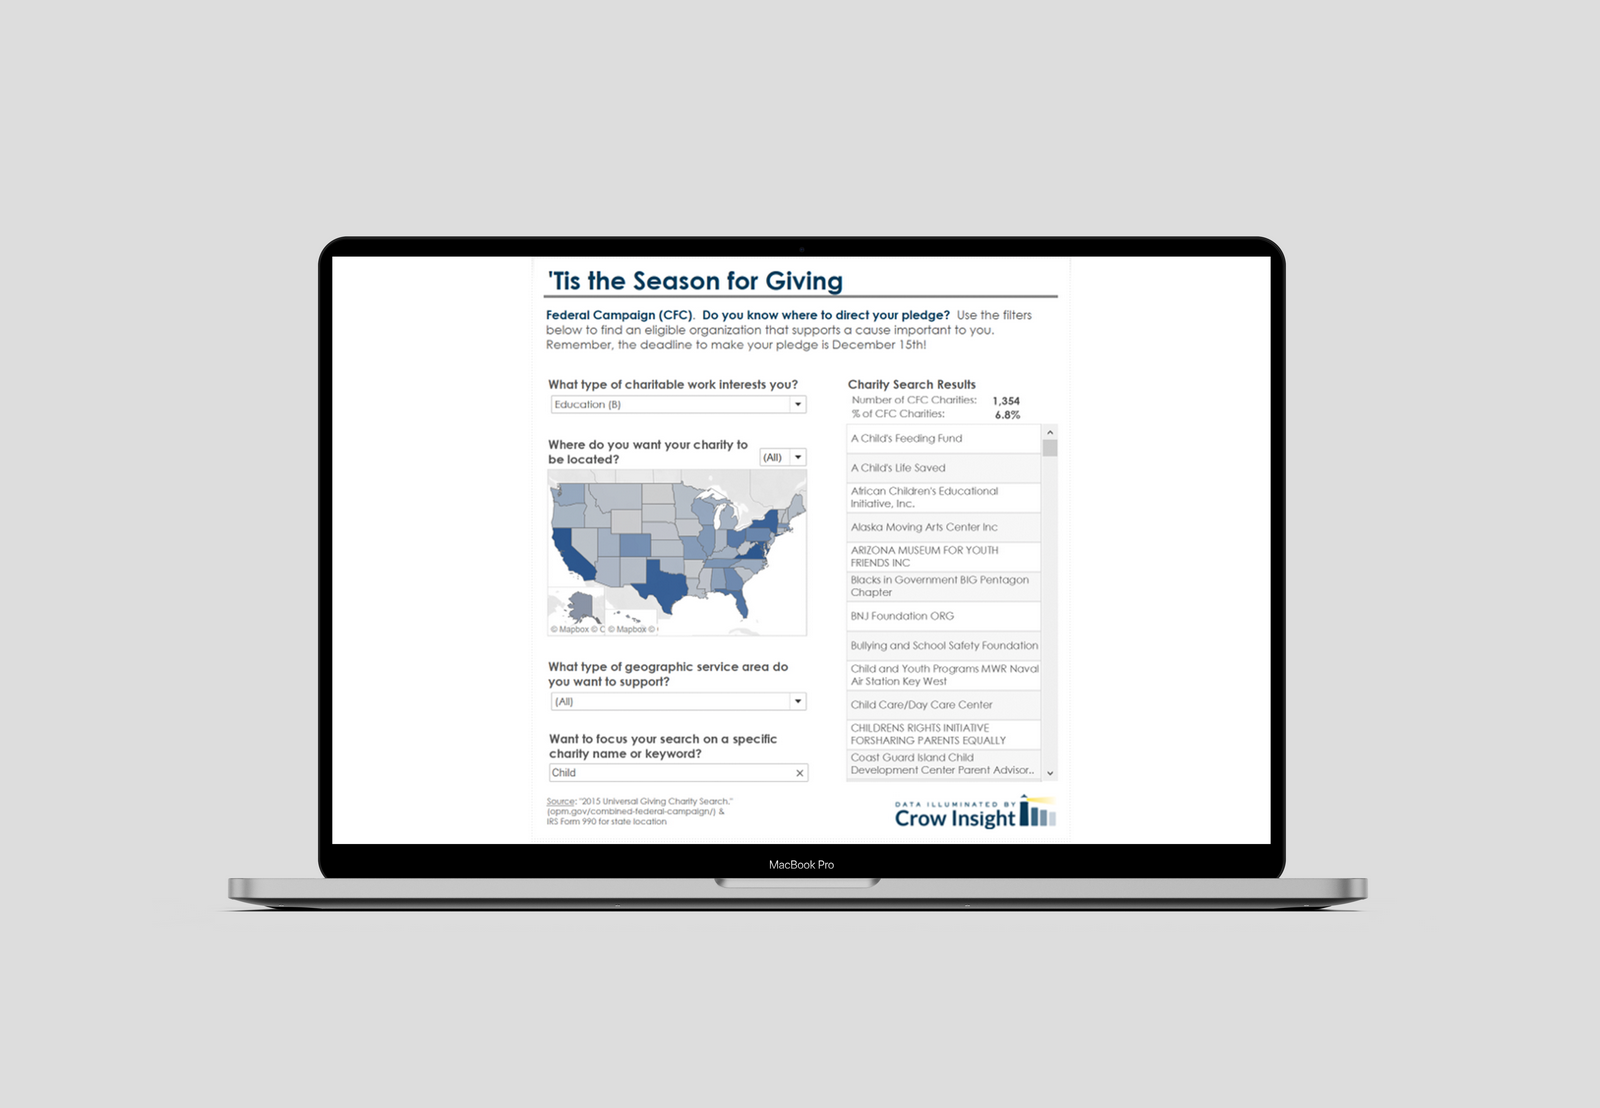 'Tis the Season for Giving
Federal Campaign (CFC).  Do you know where to direct your pledge?  Use the filters
below to find an eligible organization that supports a cause important to you.
Remember, the deadline to make your pledge is December 15th!
What type of charitable work interests you?
Education (B)
Where do you want your charity to
be located?
(All)
© Mapbox © C
© Mapbox ©
What type of geographic service area do
you want to support?
(All)
Want to focus your search on a specific
charity name or keyword?
Child
Source: "2015 Universal Giving Charity Search."
(opm.gov/combined-federal-campaign/) &
IRS Form 990 for state location
Charity Search Results
Number of CFC Charities: 1,354
% of CFC Charities: 6.8%
A Child's Feeding Fund
A Child's Life Saved
African Children's Educational
Initiative, Inc.
Alaska Moving Arts Center Inc
ARIZONA MUSEUM FOR YOUTH
FRIENDS INC
Blacks in Government BIG Pentagon
Chapter
BNJ Foundation ORG
Bullying and School Safety Foundation
Child and Youth Programs MWR Naval
Air Station Key West
Child Care/Day Care Center
CHILDRENS RIGHTS INITIATIVE
FORSHARING PARENTS EQUALLY
Coast Guard Island Child
Development Center Parent Advisor..
DATA ILLUMINATED BY
Crow Insight
MacBook Pro